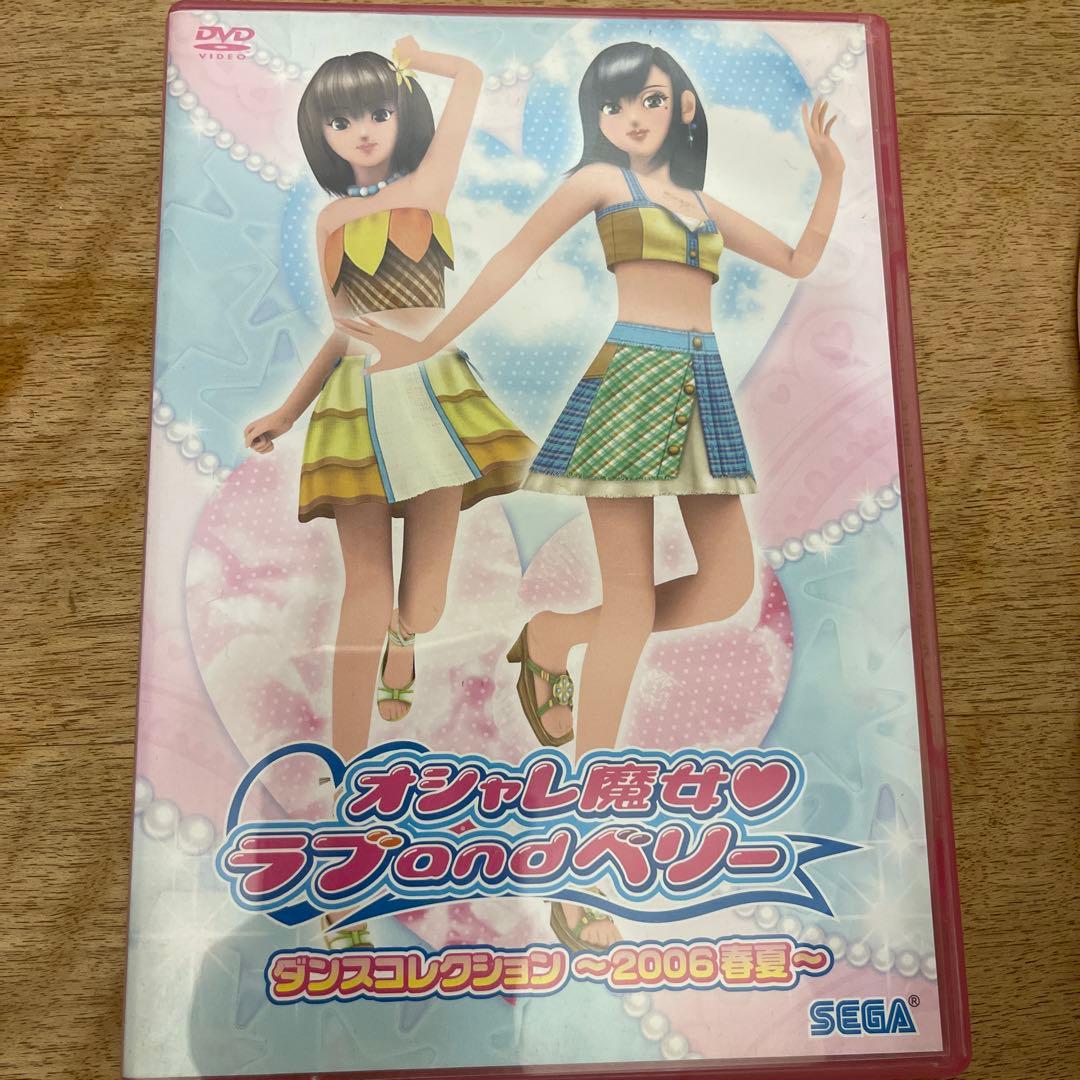 DVD
VIDEO
オシャレ魔女♥
ラブandベリー
ダンスコレクション ～2006春夏～
SEGA®